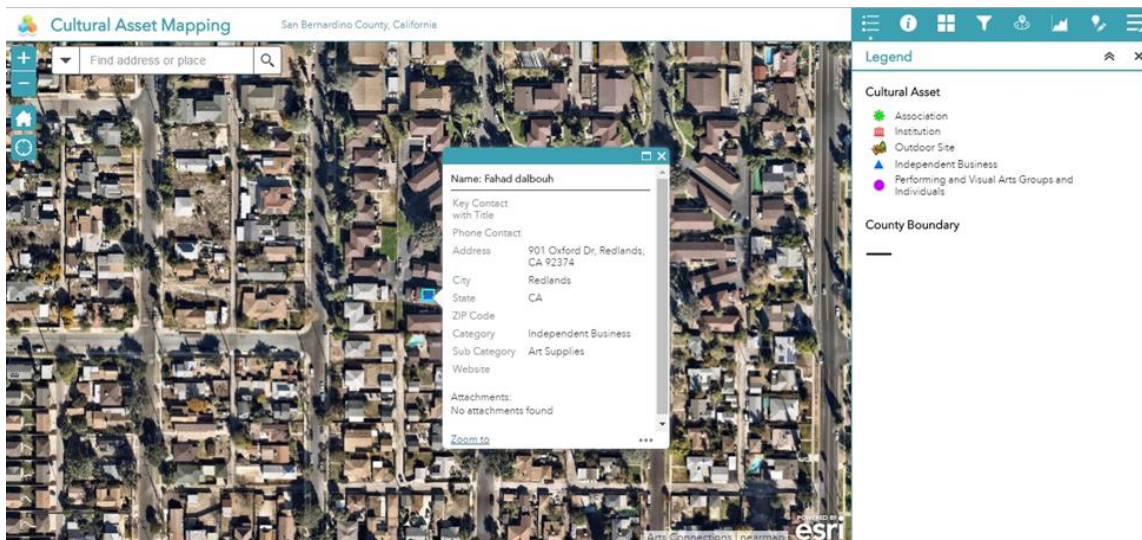 Cultural Asset Mapping
San Bernardino County, California
Find address or place
Legend
Cultural Asset
Association
Institution
Outdoor Site
Independent Business
Performing and Visual Arts Groups and
Individuals
County Boundary
Name: Fahad dalbouh
Key Contact
with Title
Phone Contact
Address 901 Oxford Dr, Redlands,
CA 92374
City Redlands
State CA
ZIP Code
Category Independent Business
Sub Category Art Supplies
Website
Attachments:
No attachments found
Zoom to
POWERED BY
esri
Arts Connections | nearmap